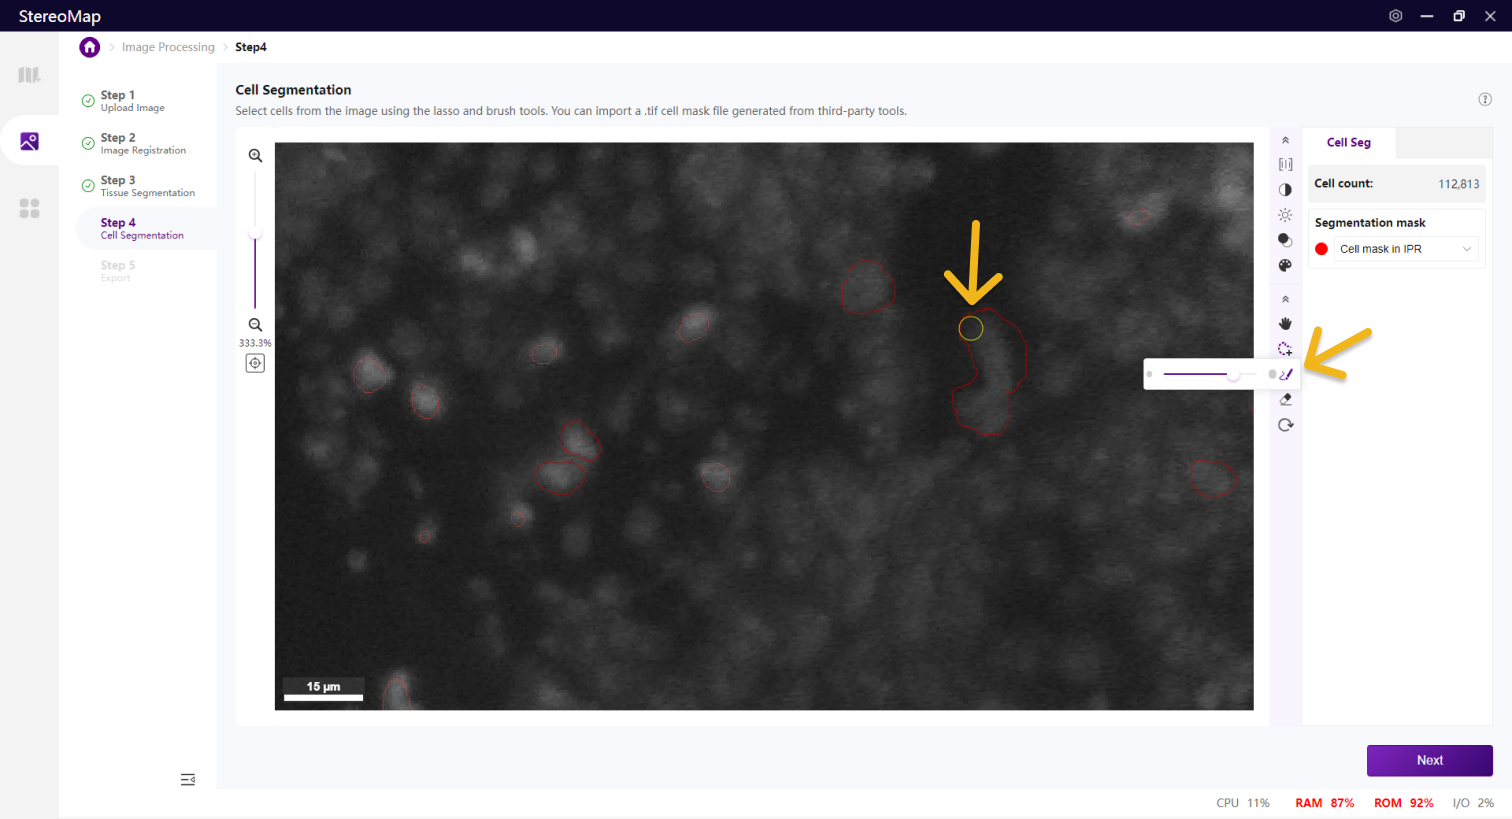 StereoMap
Image Processing > Step4
Step 1
Upload Image
Step 2
Image Registration
Step 3
Tissue Segmentation
Step 4
Cell Segmentation
Step 5
Export
Cell Segmentation
Select cells from the image using the lasso and brush tools. You can import a .tif cell mask file generated from third-party tools.
333.3%
15 µm
Cell Seg
Cell count: 112,813
Segmentation mask
Cell mask in IPR
Next
CPU 11% RAM 87% ROM 92% I/O 2%